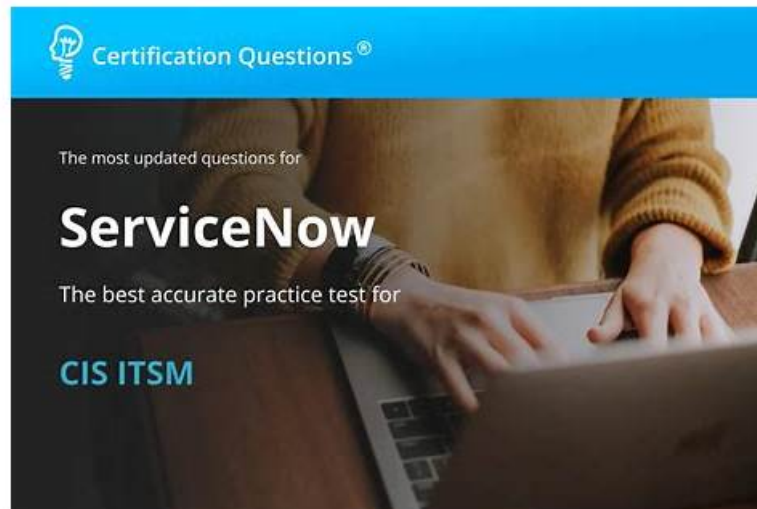 Certification Questions®
The most updated questions for
ServiceNow
The best accurate practice test for
CIS ITSM